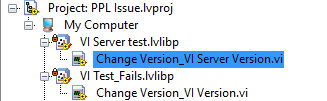 Project: PPL Issue.lvproj
My Computer
VI Server test.lvlibp
Change Version_VI Server Version.vi
VI Test_Fails.lvlibp
Change Version_VI Version.vi